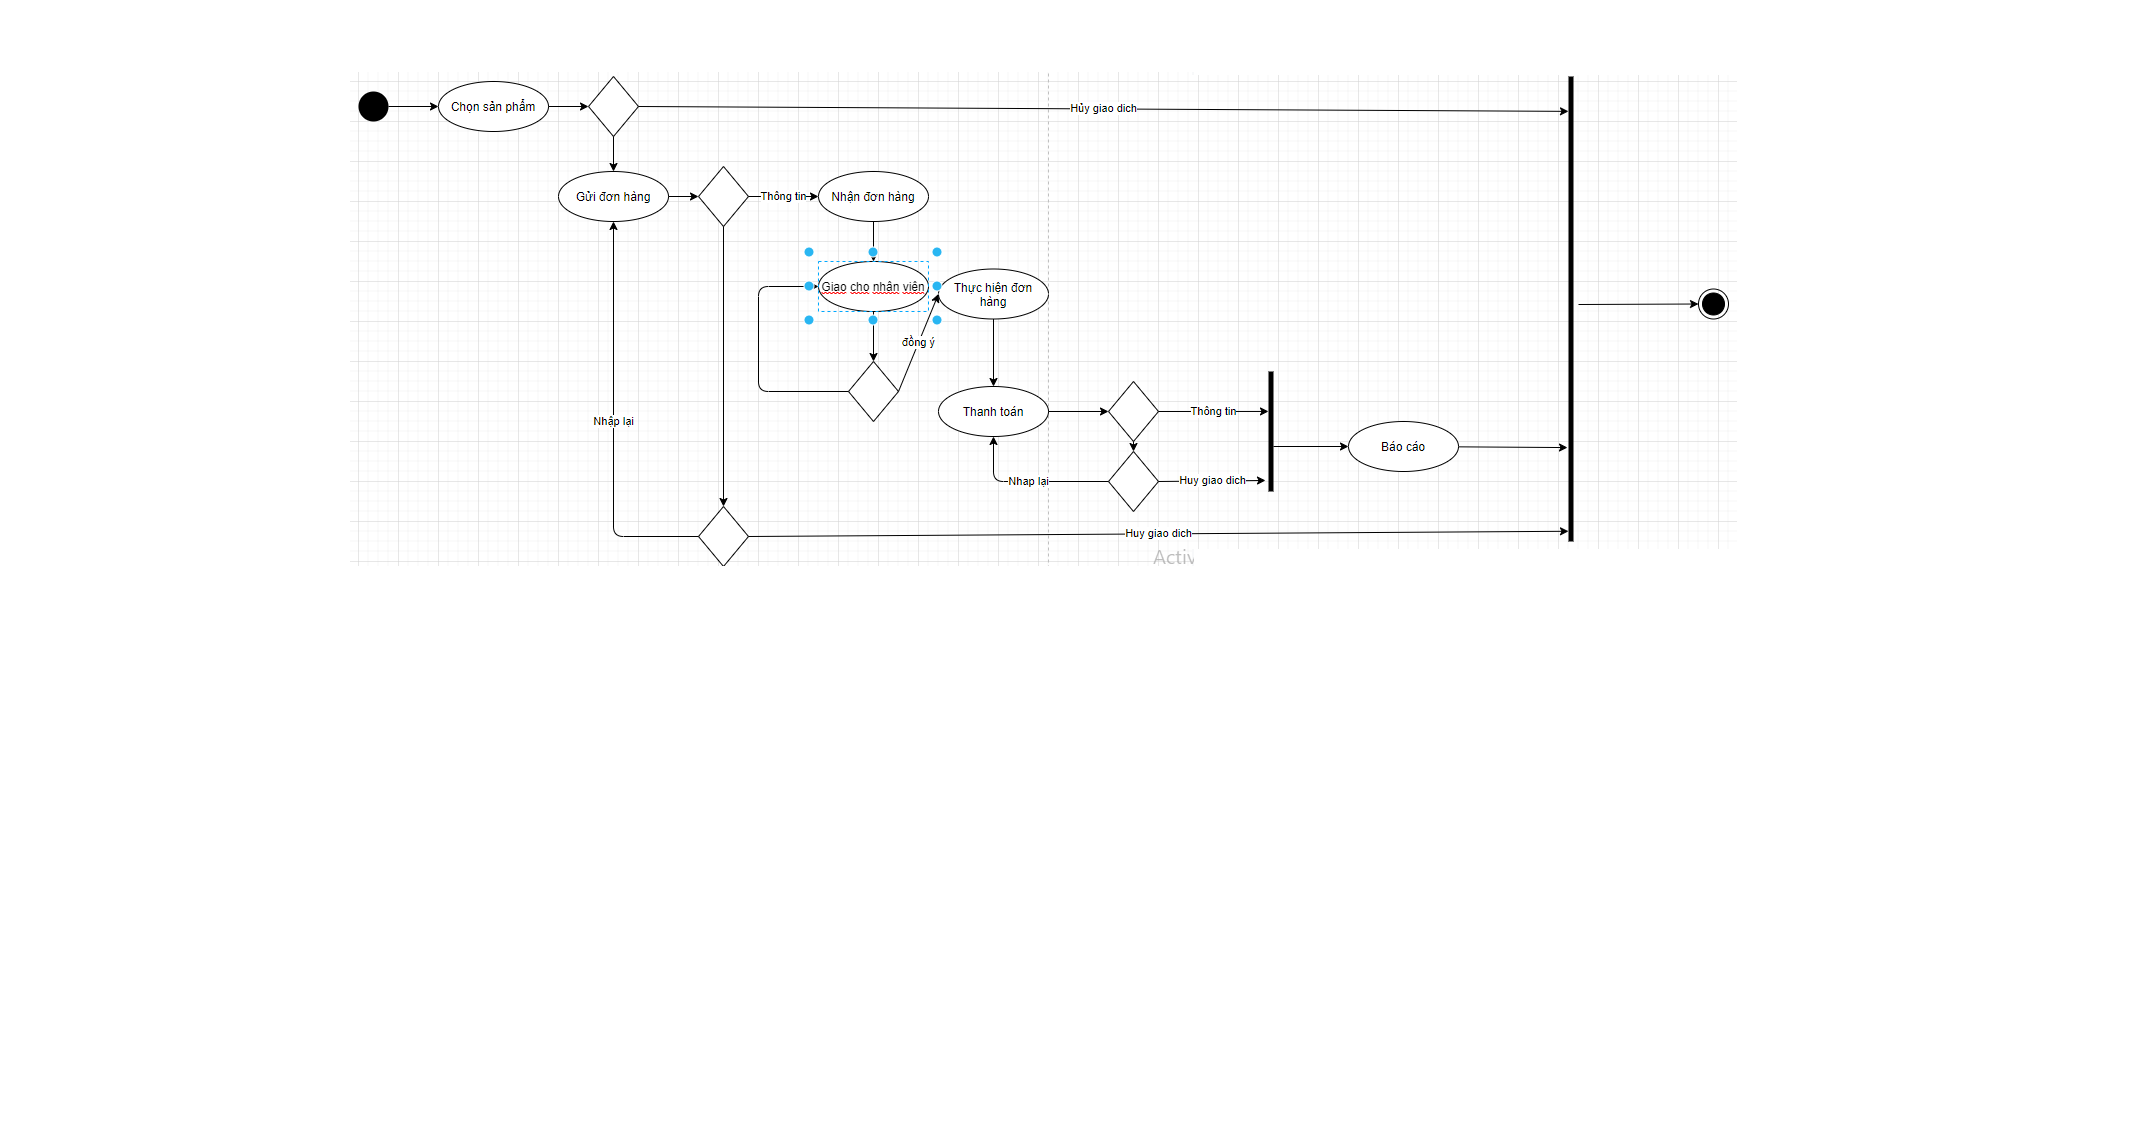 Chọn sản phẩm
Hủy giao dich
Gửi đơn hàng
Thông tin
Nhận đơn hàng
Giao cho nhân viên
Thực hiện đơn
hàng
đồng ý
Thanh toán
Thông tin
Nhập lại
Báo cáo
Nhap lại
Huy giao dich
Huy giao dich
Activ